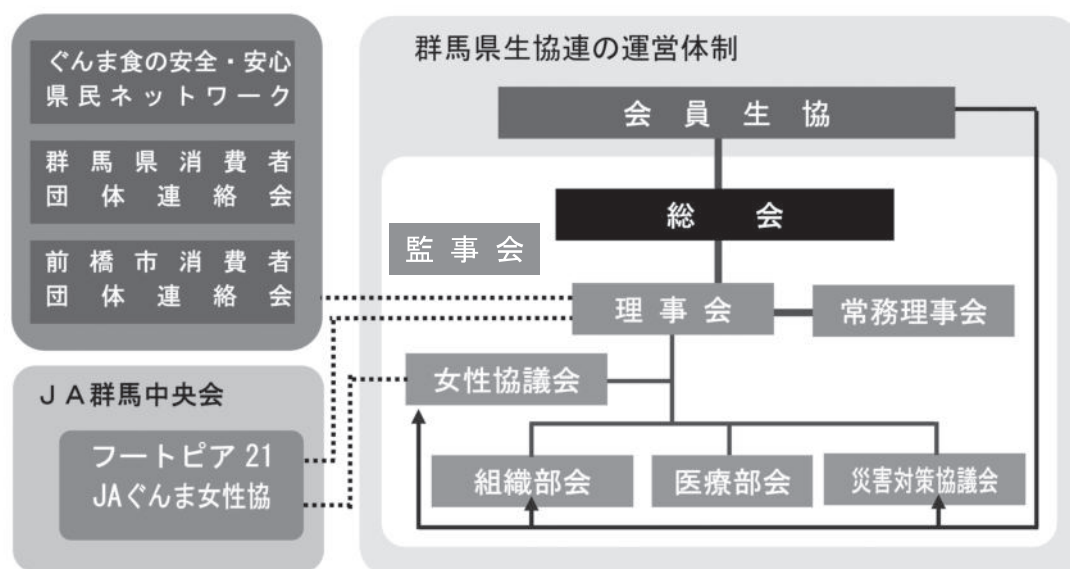 ぐんま食の安全・安心
県民ネットワーク
群馬県消費者
団体連絡会
前橋市消費者
団体連絡会
JA群馬中央会
フートピア21
JAぐんま女性協
群馬県生協連の運営体制
会員生協
総会
監事会
理事会
常務理事会
女性協議会
組織部会
医療部会
災害対策協議会